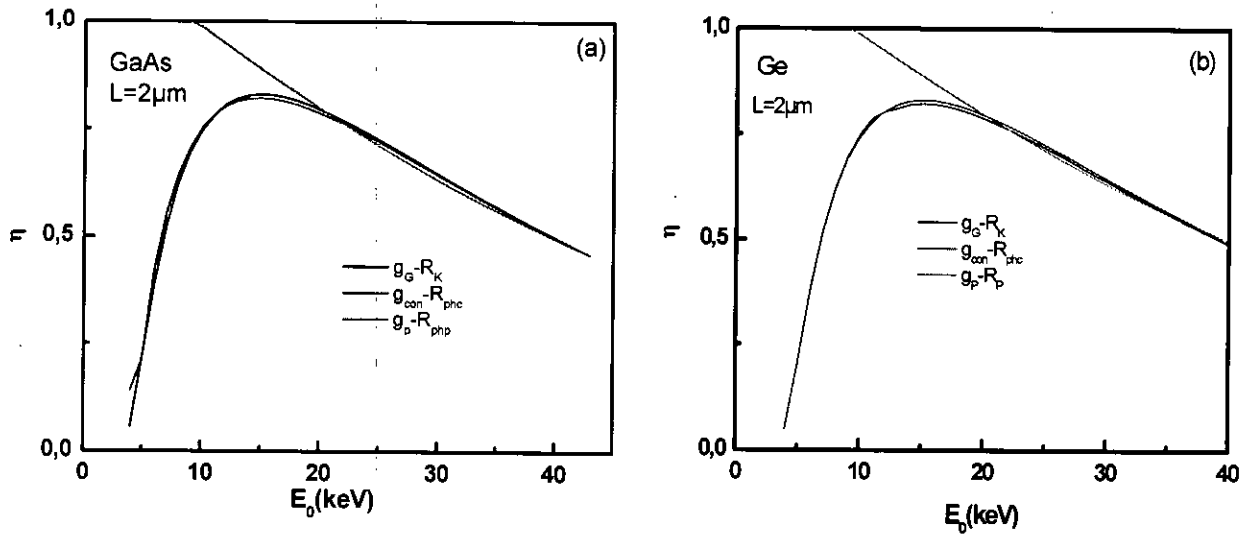 1,0
(a)
GaAs
L=2µm
η
0,5
g_G-R_K
g_con-R_phc
g_p-R_php
0,0
0 10 20 30 40
E_0(keV)
1,0
(b)
Ge
L=2µm
η
0,5
g_G-R_K
g_con-R_phc
g_P-R_P
0,0
0 10 20 30 40
E_0(keV)